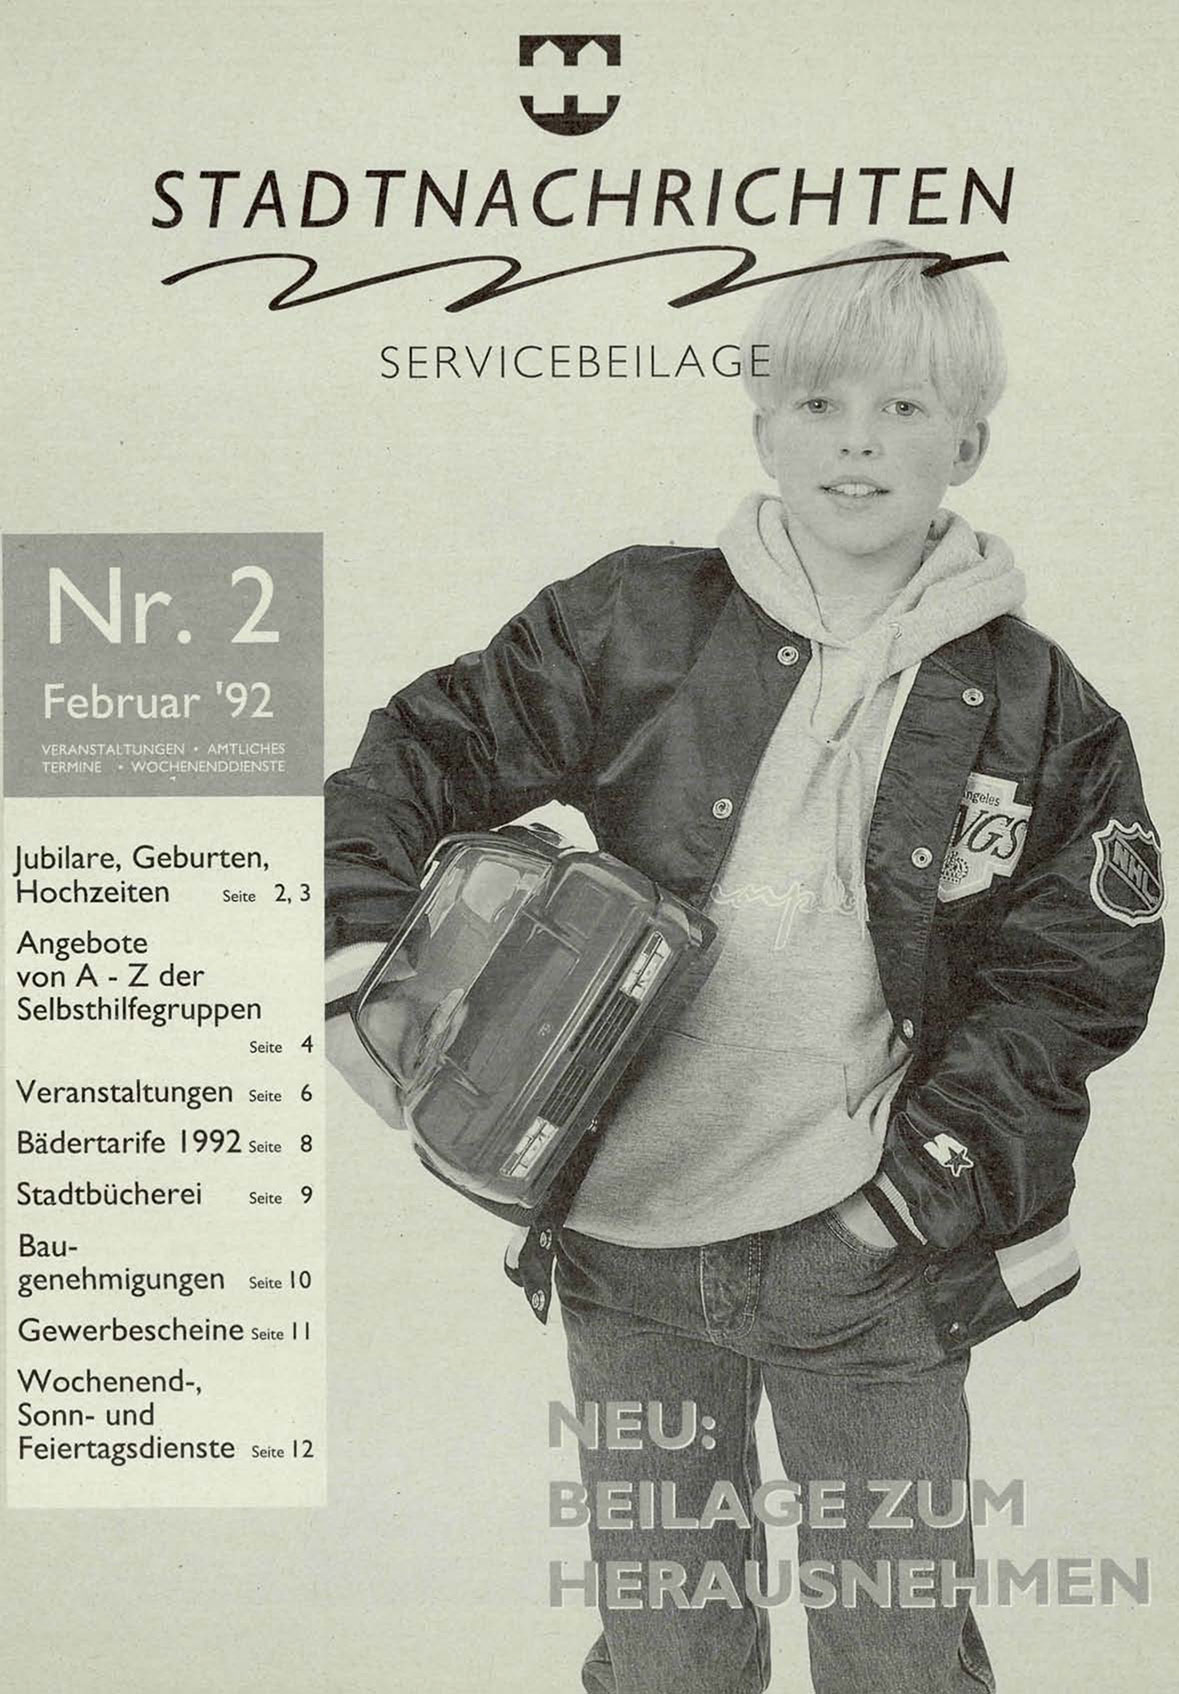 STADTNACHRICHTEN
SERVICEBEILAGE
Nr. 2
Februar '92
VERANSTALTUNGEN • AMTLICHES
TERMINE • WOCHENENDDIENSTE
Jubilare, Geburten,
Hochzeiten Seite 2, 3
Angebote
von A - Z der
Selbsthilfegruppen
Seite 4
Veranstaltungen Seite 6
Bädertarife 1992 Seite 8
Stadtbücherei Seite 9
Bau-
genehmigungen Seite 10
Gewerbescheine Seite 11
Wochenend-,
Sonn- und
Feiertagsdienste Seite 12
ngeles
NGS
NHL
NEU:
BEILAGE ZUM
HERAUSNEHMEN